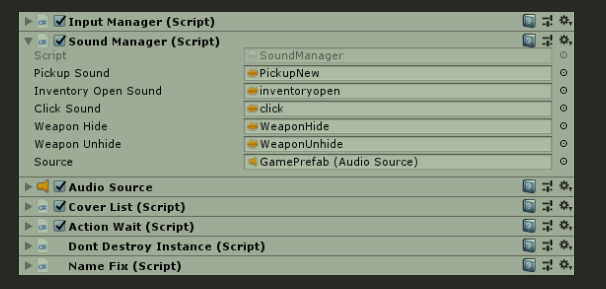 Input Manager (Script)
Sound Manager (Script)
Script SoundManager
Pickup Sound PickupNew
Inventory Open Sound inventoryopen
Click Sound click
Weapon Hide WeaponHide
Weapon Unhide WeaponUnhide
Source GamePrefab (Audio Source)
Audio Source
Cover List (Script)
Action Wait (Script)
Dont Destroy Instance (Script)
Name Fix (Script)